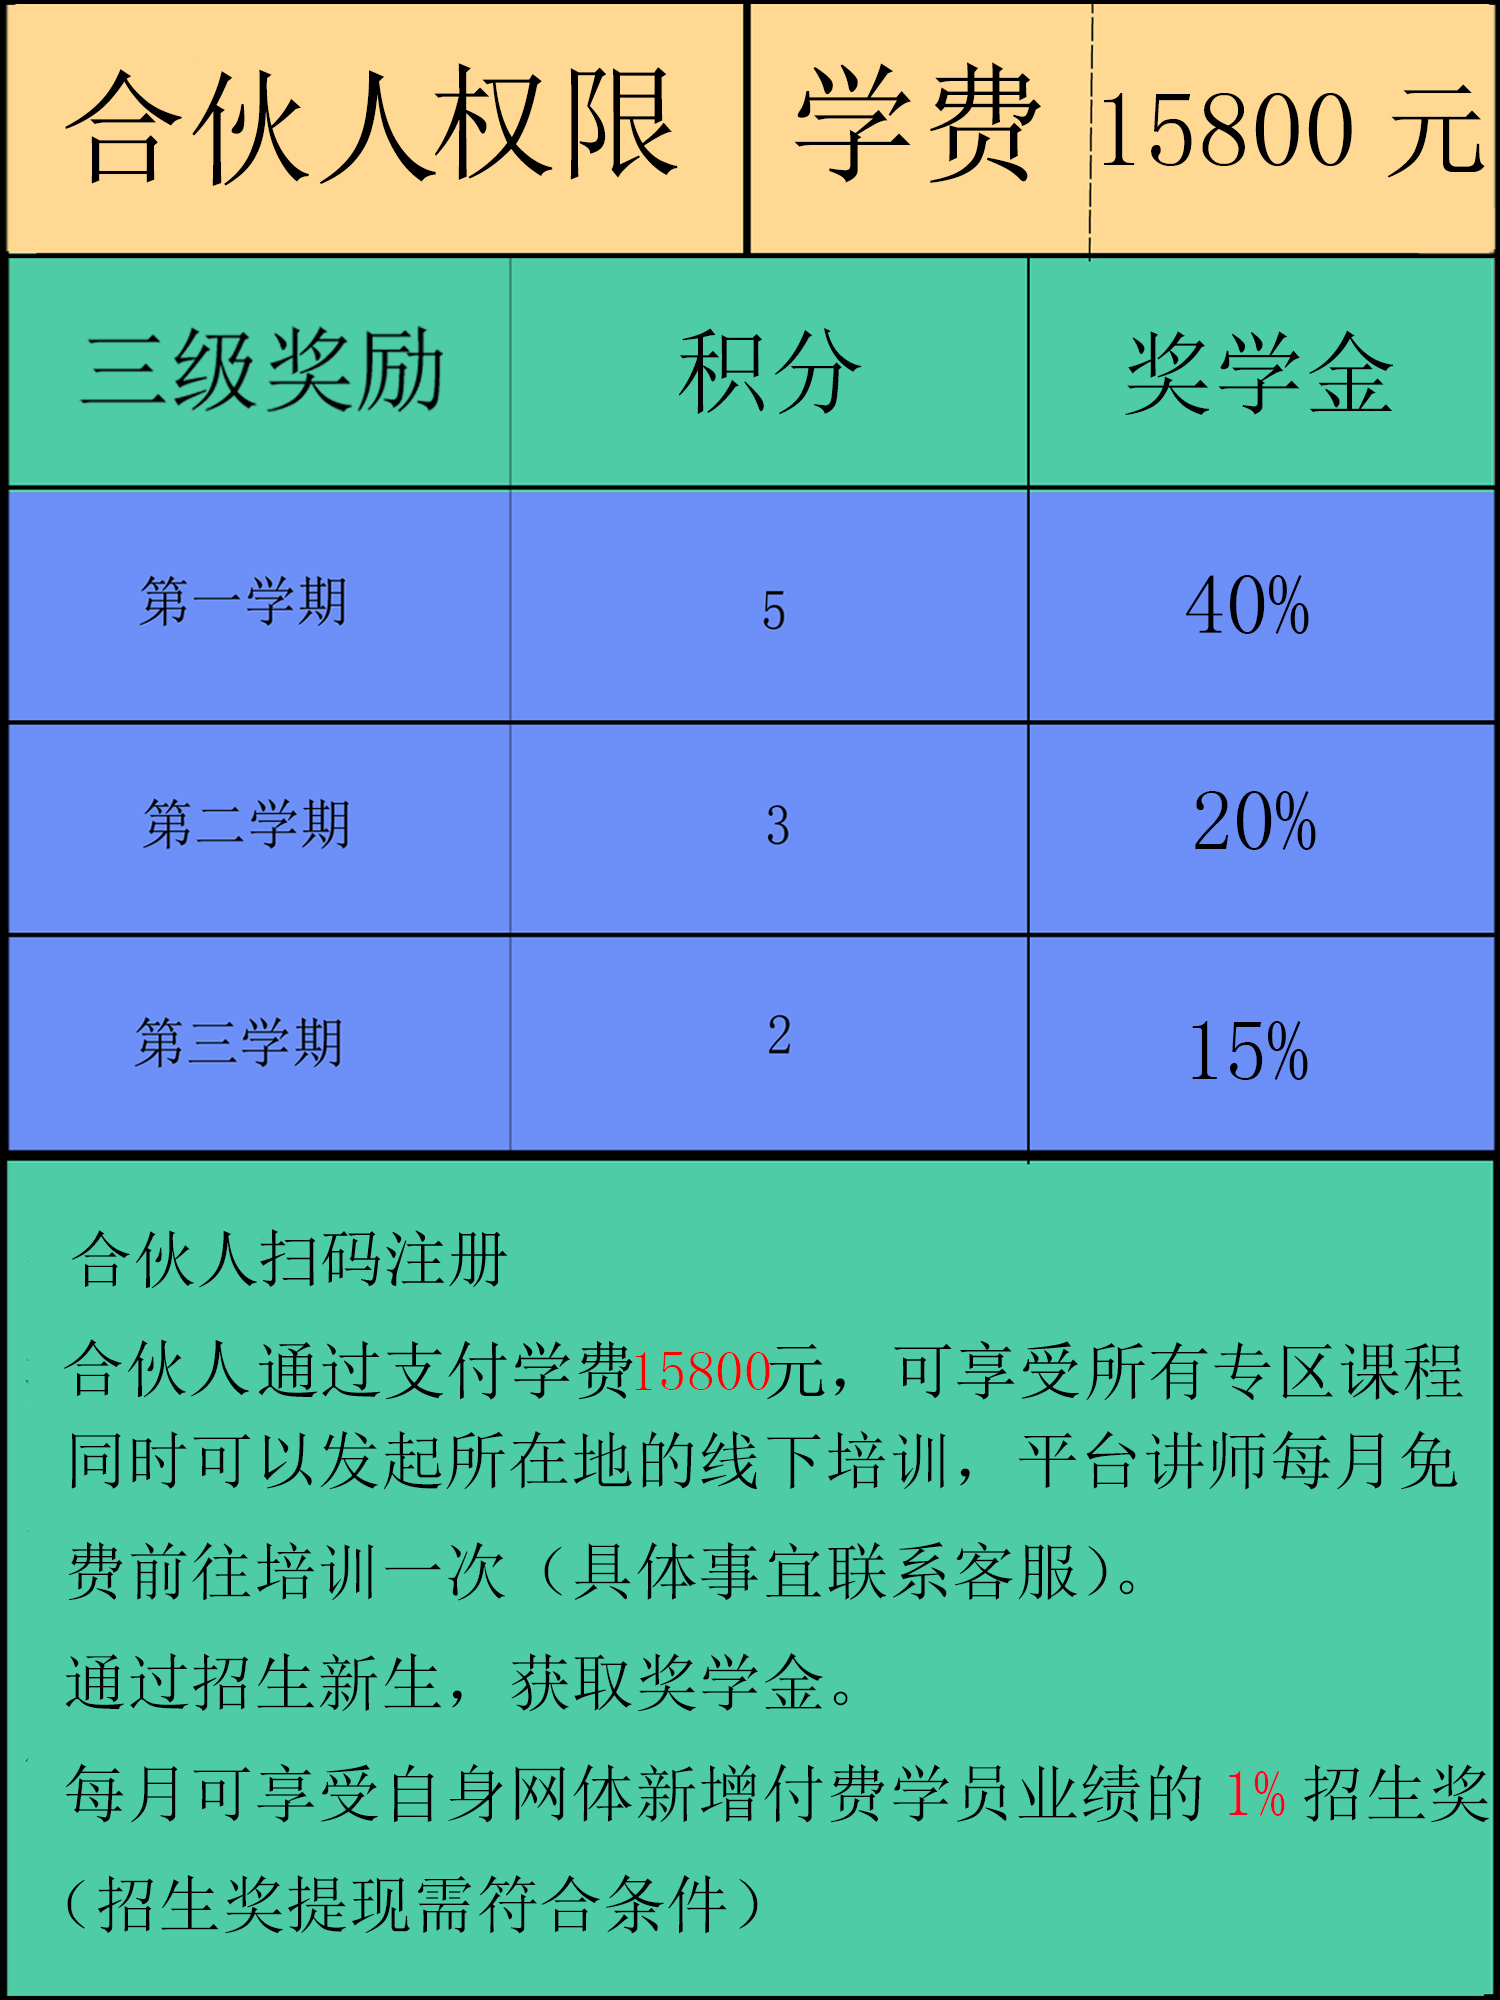 合伙人权限 学费 15800 元
三级奖励 积分 奖学金
第一学期 5 40%
第二学期 3 20%
第三学期 2 15%
合伙人扫码注册
合伙人通过支付学费15800元，可享受所有专区课程
同时可以发起所在地的线下培训，平台讲师每月免
费前往培训一次（具体事宜联系客服）。
通过招生新生，获取奖学金。
每月可享受自身网体新增付费学员业绩的 1% 招生奖
（招生奖提现需符合条件）